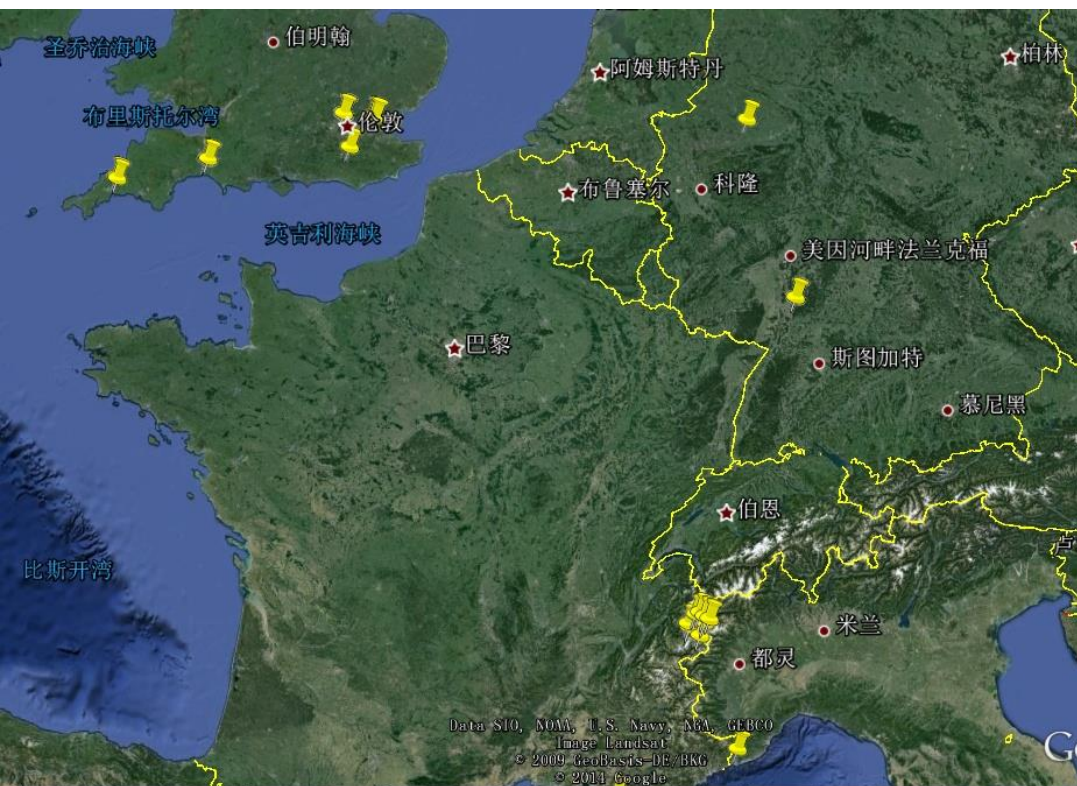 伯明翰
圣乔治海峡
柏林
阿姆斯特丹
布里斯托尔湾
伦敦
布鲁塞尔
科隆
英吉利海峡
美因河畔法兰克福
巴黎
斯图加特
慕尼黑
伯恩
卢
比斯开湾
米兰
都灵
Data SIO, NOAA, U.S. Navy, NGA, GEBCO
Image Landsat
© 2009 GeoBasis-DE/BKG
© 2014 Google